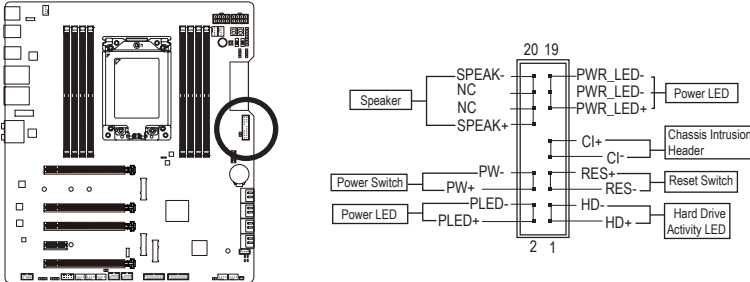 20 19
SPEAK-
NC
NC
SPEAK+
Speaker
PWR_LED-
PWR_LED-
PWR_LED+
Power LED
CI+
CI-
Chassis Intrusion
Header
PW-
PW+
Power Switch
RES+
RES-
Reset Switch
PLED-
PLED+
Power LED
HD-
HD+
Hard Drive
Activity LED
2 1